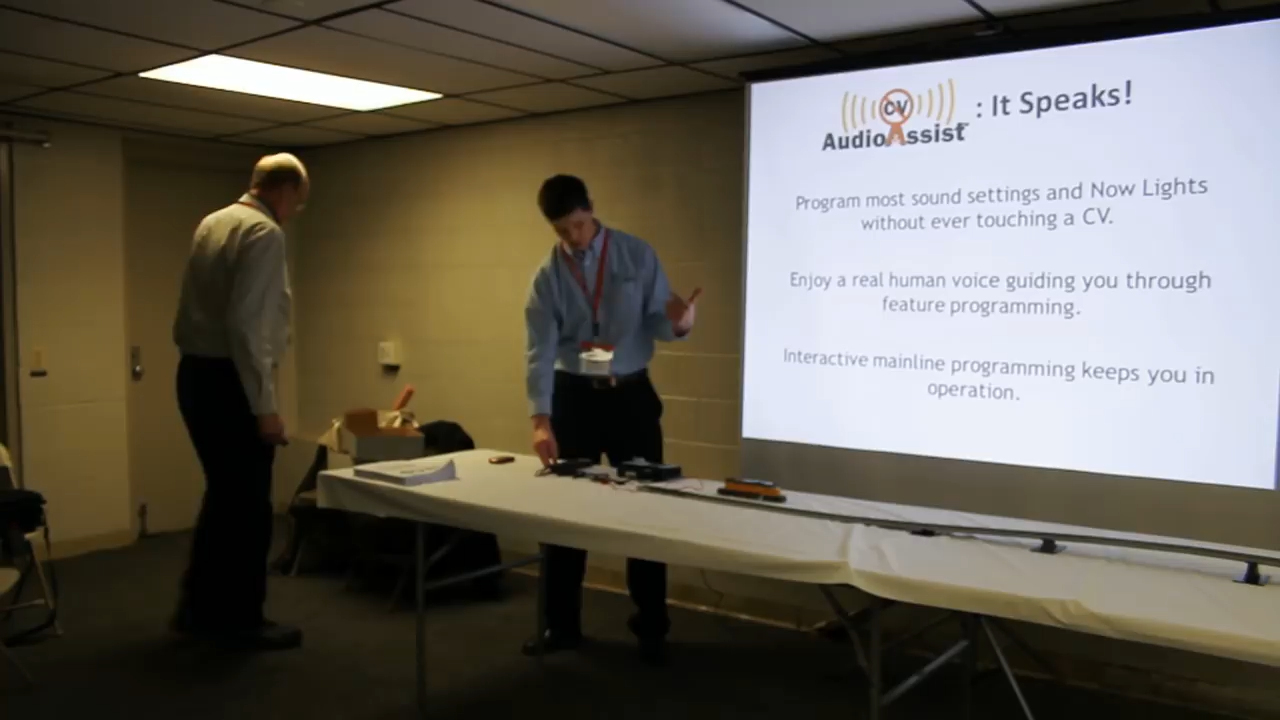 CV
AudioAssist : It Speaks!
Program most sound settings and Now Lights
without ever touching a CV.
Enjoy a real human voice guiding you through
feature programming.
Interactive mainline programming keeps you in
operation.